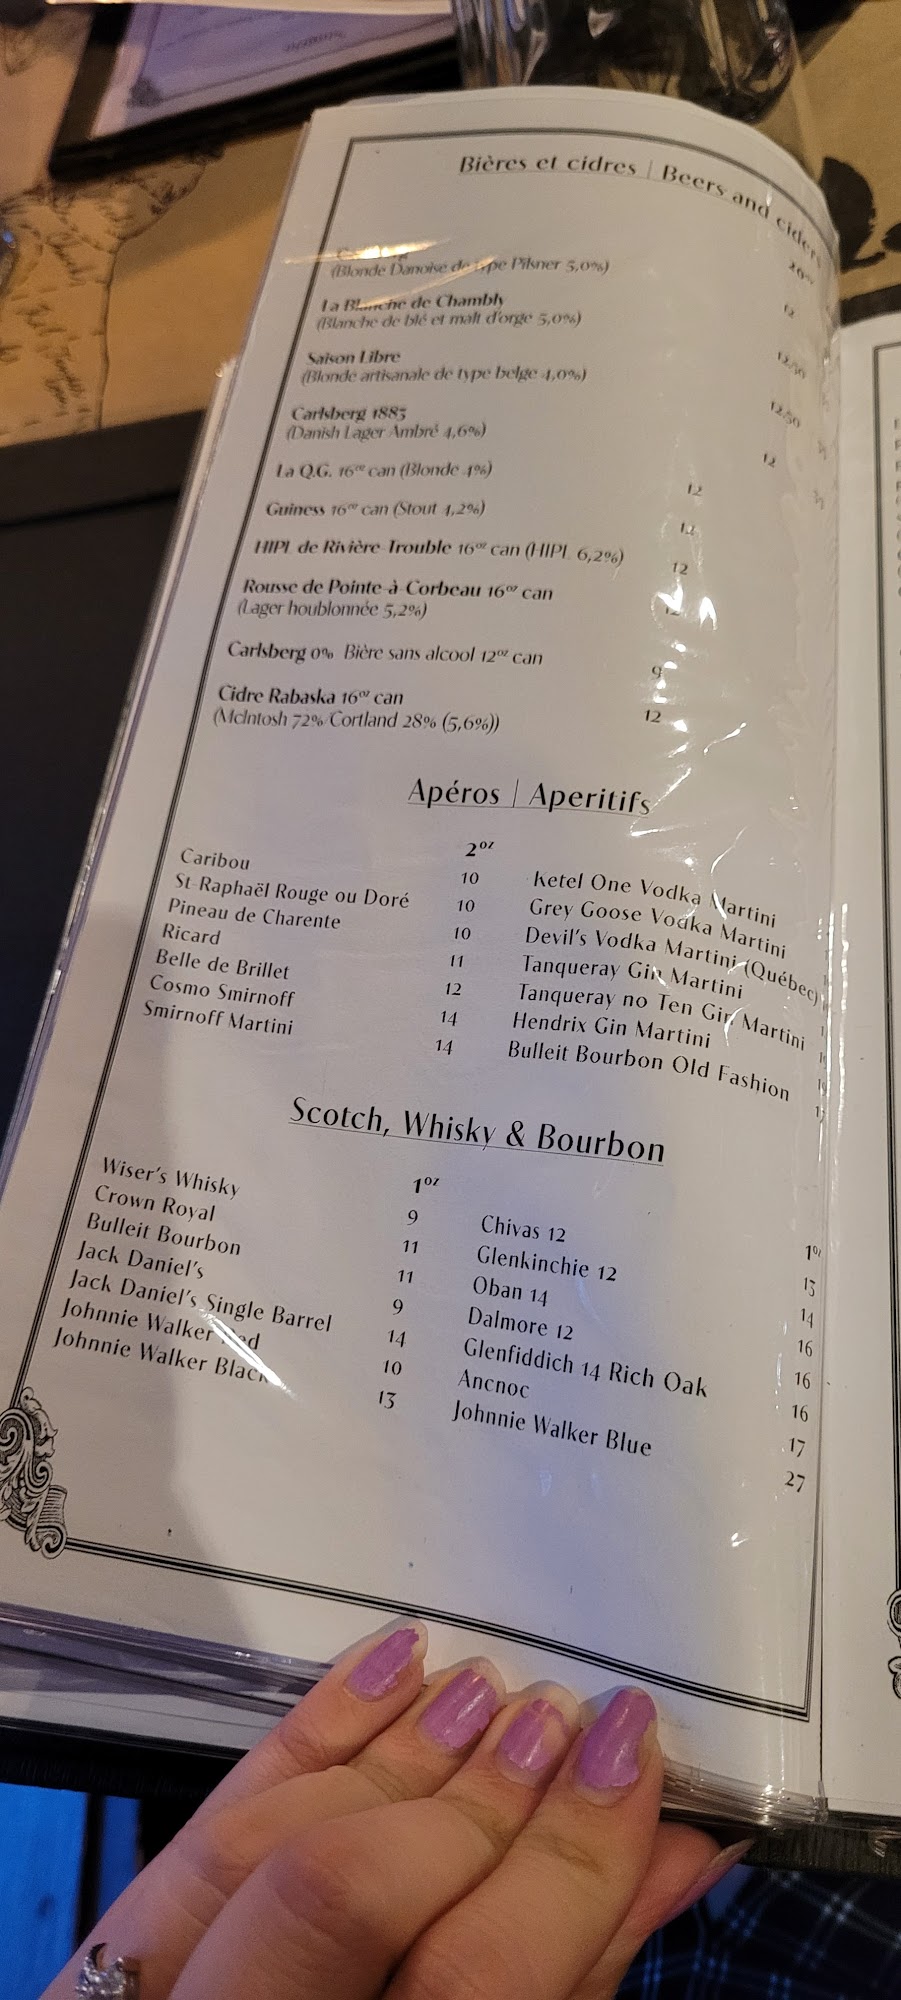 Bières et cidres | Beers and ciders
20oz
(Blonde Danoise de type Pilsner 5,0%) 12
La Blanche de Chambly
(Blanche de blé et malt d'orge 5,0%) 12,50
Saison Libre
(Blonde artisanale de type belge 4,0%) 12,50
Carlsberg 1883
(Danish Lager Ambré 4,6%) 12
La Q.G. 16oz can (Blonde 4%) 12
Guiness 16oz can (Stout 4,2%) 12
HIPL de Rivière-Trouble 16oz can (HIPL 6,2%) 12
Rousse de Pointe-à-Corbeau 16oz can
(Lager houblonnée 5,2%) 12
Carlsberg 0% Bière sans alcool 12oz can 9
Cidre Rabaska 16oz can
(McIntosh 72%/Cortland 28% (5,6%)) 12
Apéros | Aperitifs
2oz
Caribou 10 Ketel One Vodka Martini
St-Raphaël Rouge ou Doré 10 Grey Goose Vodka Martini
Pineau de Charente 10 Devil's Vodka Martini (Québec)
Ricard 11 Tanqueray Gin Martini
Belle de Brillet 12 Tanqueray no Ten Gin Martini
Cosmo Smirnoff 14 Hendrix Gin Martini
Smirnoff Martini 14 Bulleit Bourbon Old Fashion
Scotch, Whisky & Bourbon
1oz 1oz
Wiser's Whisky 9 Chivas 12 13
Crown Royal 11 Glenkinchie 12 14
Bulleit Bourbon 11 Oban 14 16
Jack Daniel's 9 Dalmore 12 16
Jack Daniel's Single Barrel 14 Glenfiddich 14 Rich Oak 16
Johnnie Walker Red 10 Ancnoc 17
Johnnie Walker Black 13 Johnnie Walker Blue 27